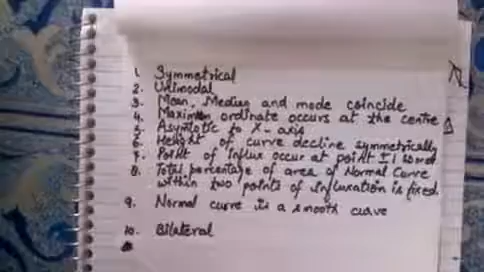 1. Symmetrical
2. Unimodal
3. Mean, Median and mode coincide
4. Maximum ordinate occurs at the centre
5. Asymtotic to X-axis
6. Height of curve decline symmetrically
7. Point of Influx occur at point ±1
8. Total percentage of area of Normal Curve
within two points of influxation is fixed
9. Normal curve is a smooth curve
10. Bilateral